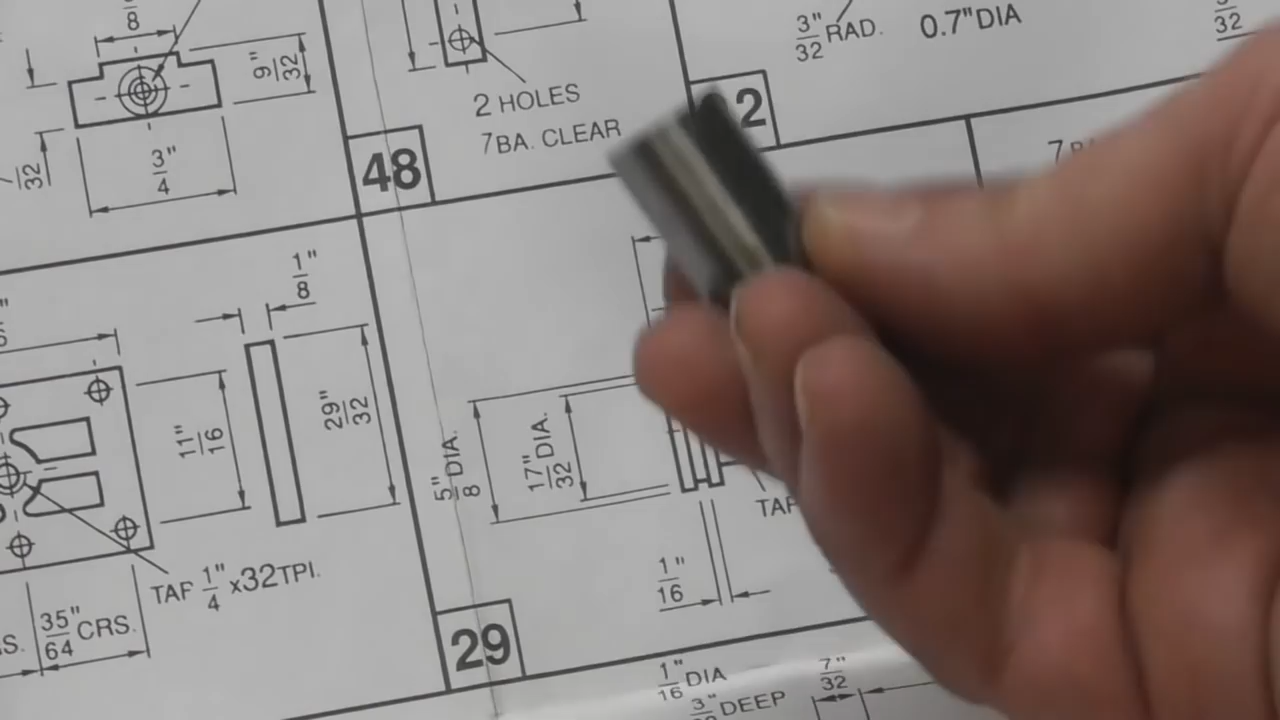 8
9"
32
3"
4
32
48
2 HOLES
7BA. CLEAR
2
3"
32 RAD.
0.7"DIA
32
1"
8
11"
16
29"
32
TAP 1"
4 x32TPI.
35"
64 CRS.
5"
8 DIA.
17"
32 DIA.
1"
16
29
1"
16 DIA
3"
DEEP
7"
32